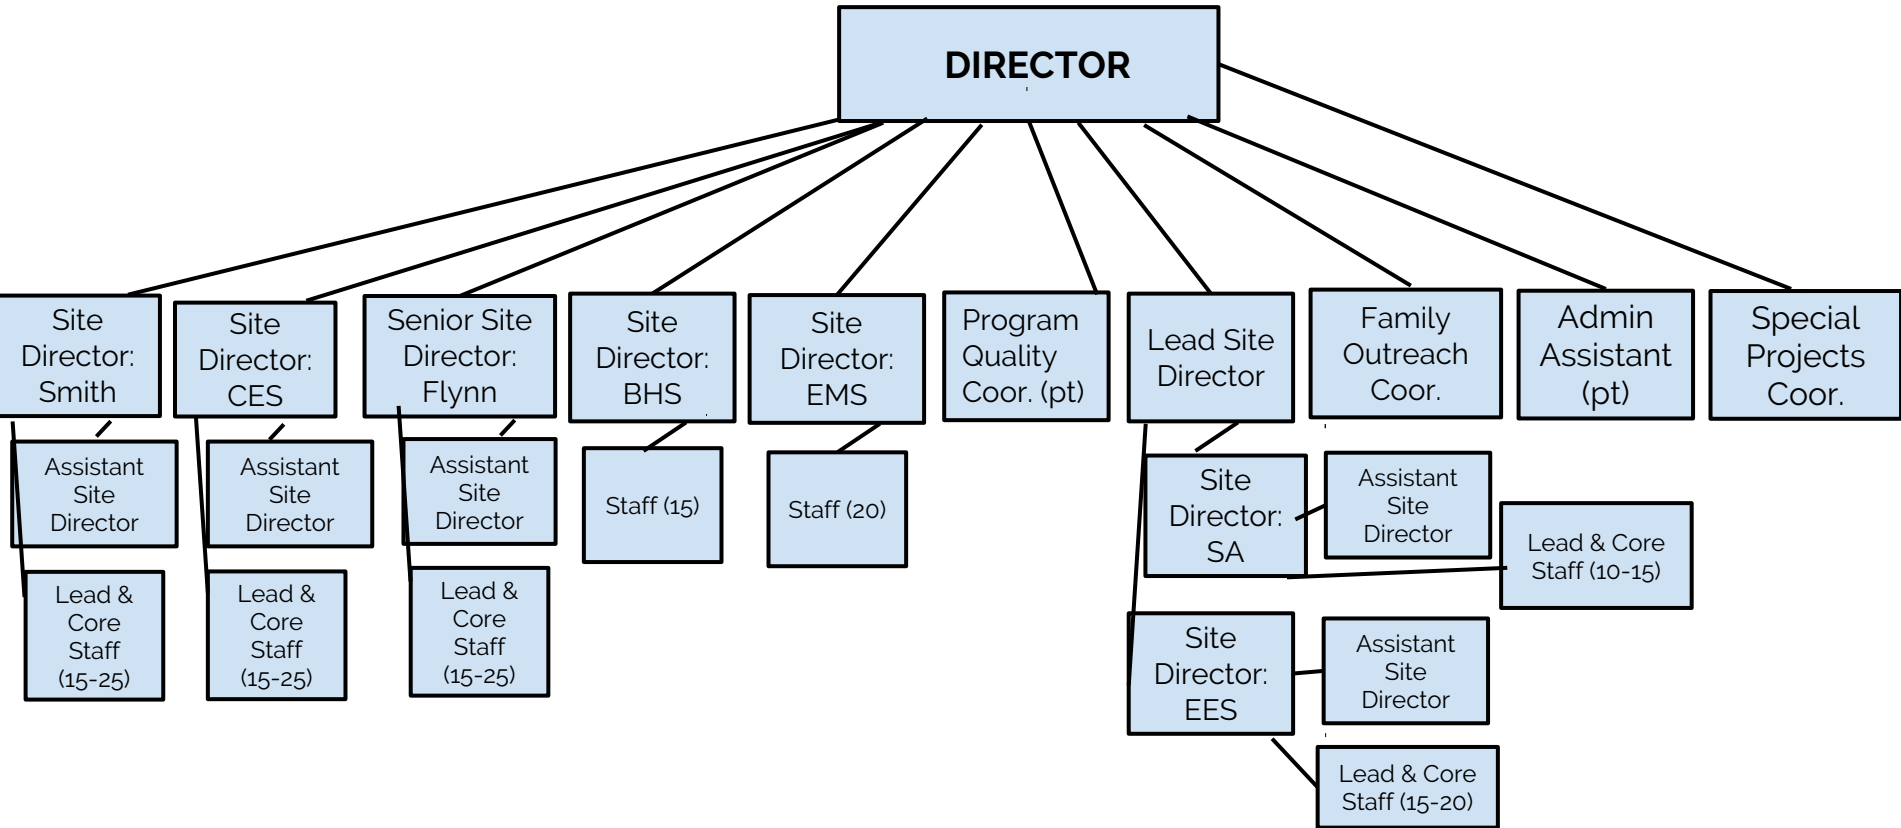 DIRECTOR
Site
Director:
Smith
Site
Director:
CES
Senior Site
Director:
Flynn
Site
Director:
BHS
Site
Director:
EMS
Program
Quality
Coor. (pt)
Lead Site
Director
Family
Outreach
Coor.
Admin
Assistant
(pt)
Special
Projects
Coor.
Assistant
Site
Director
Assistant
Site
Director
Assistant
Site
Director
Staff (15)
Staff (20)
Site
Director:
SA
Assistant
Site
Director
Lead & Core
Staff (10-15)
Lead &
Core
Staff
(15-25)
Lead &
Core
Staff
(15-25)
Lead &
Core
Staff
(15-25)
Site
Director:
EES
Assistant
Site
Director
Lead & Core
Staff (15-20)